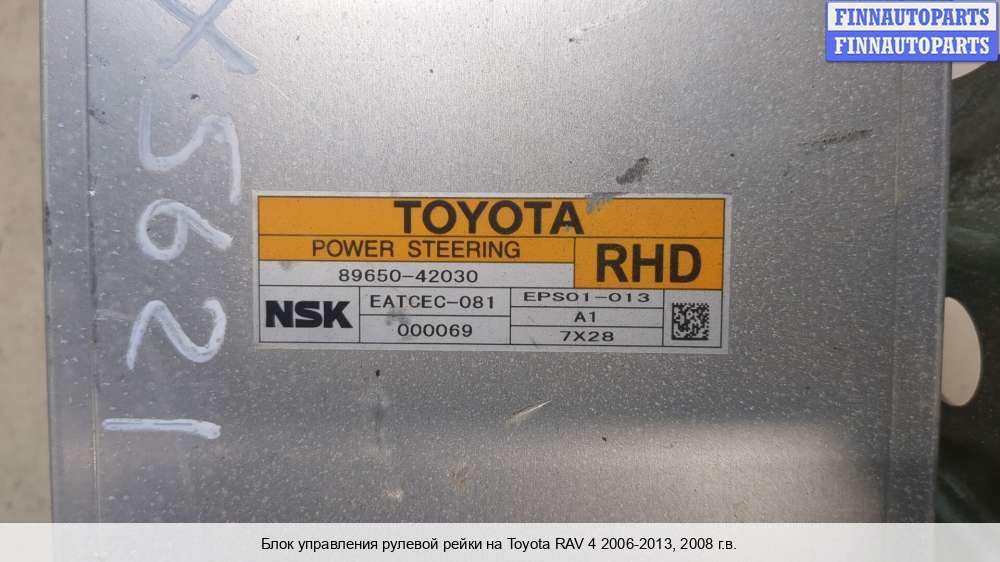 FINNAUTOPARTS
FINNAUTOPARTS
X 5621
TOYOTA
POWER STEERING
RHD
89650-42030
NSK
EATCEC-081
EPS01-013
A1
000069
7X28
Блок управления рулевой рейки на Toyota RAV 4 2006-2013, 2008 г.в.